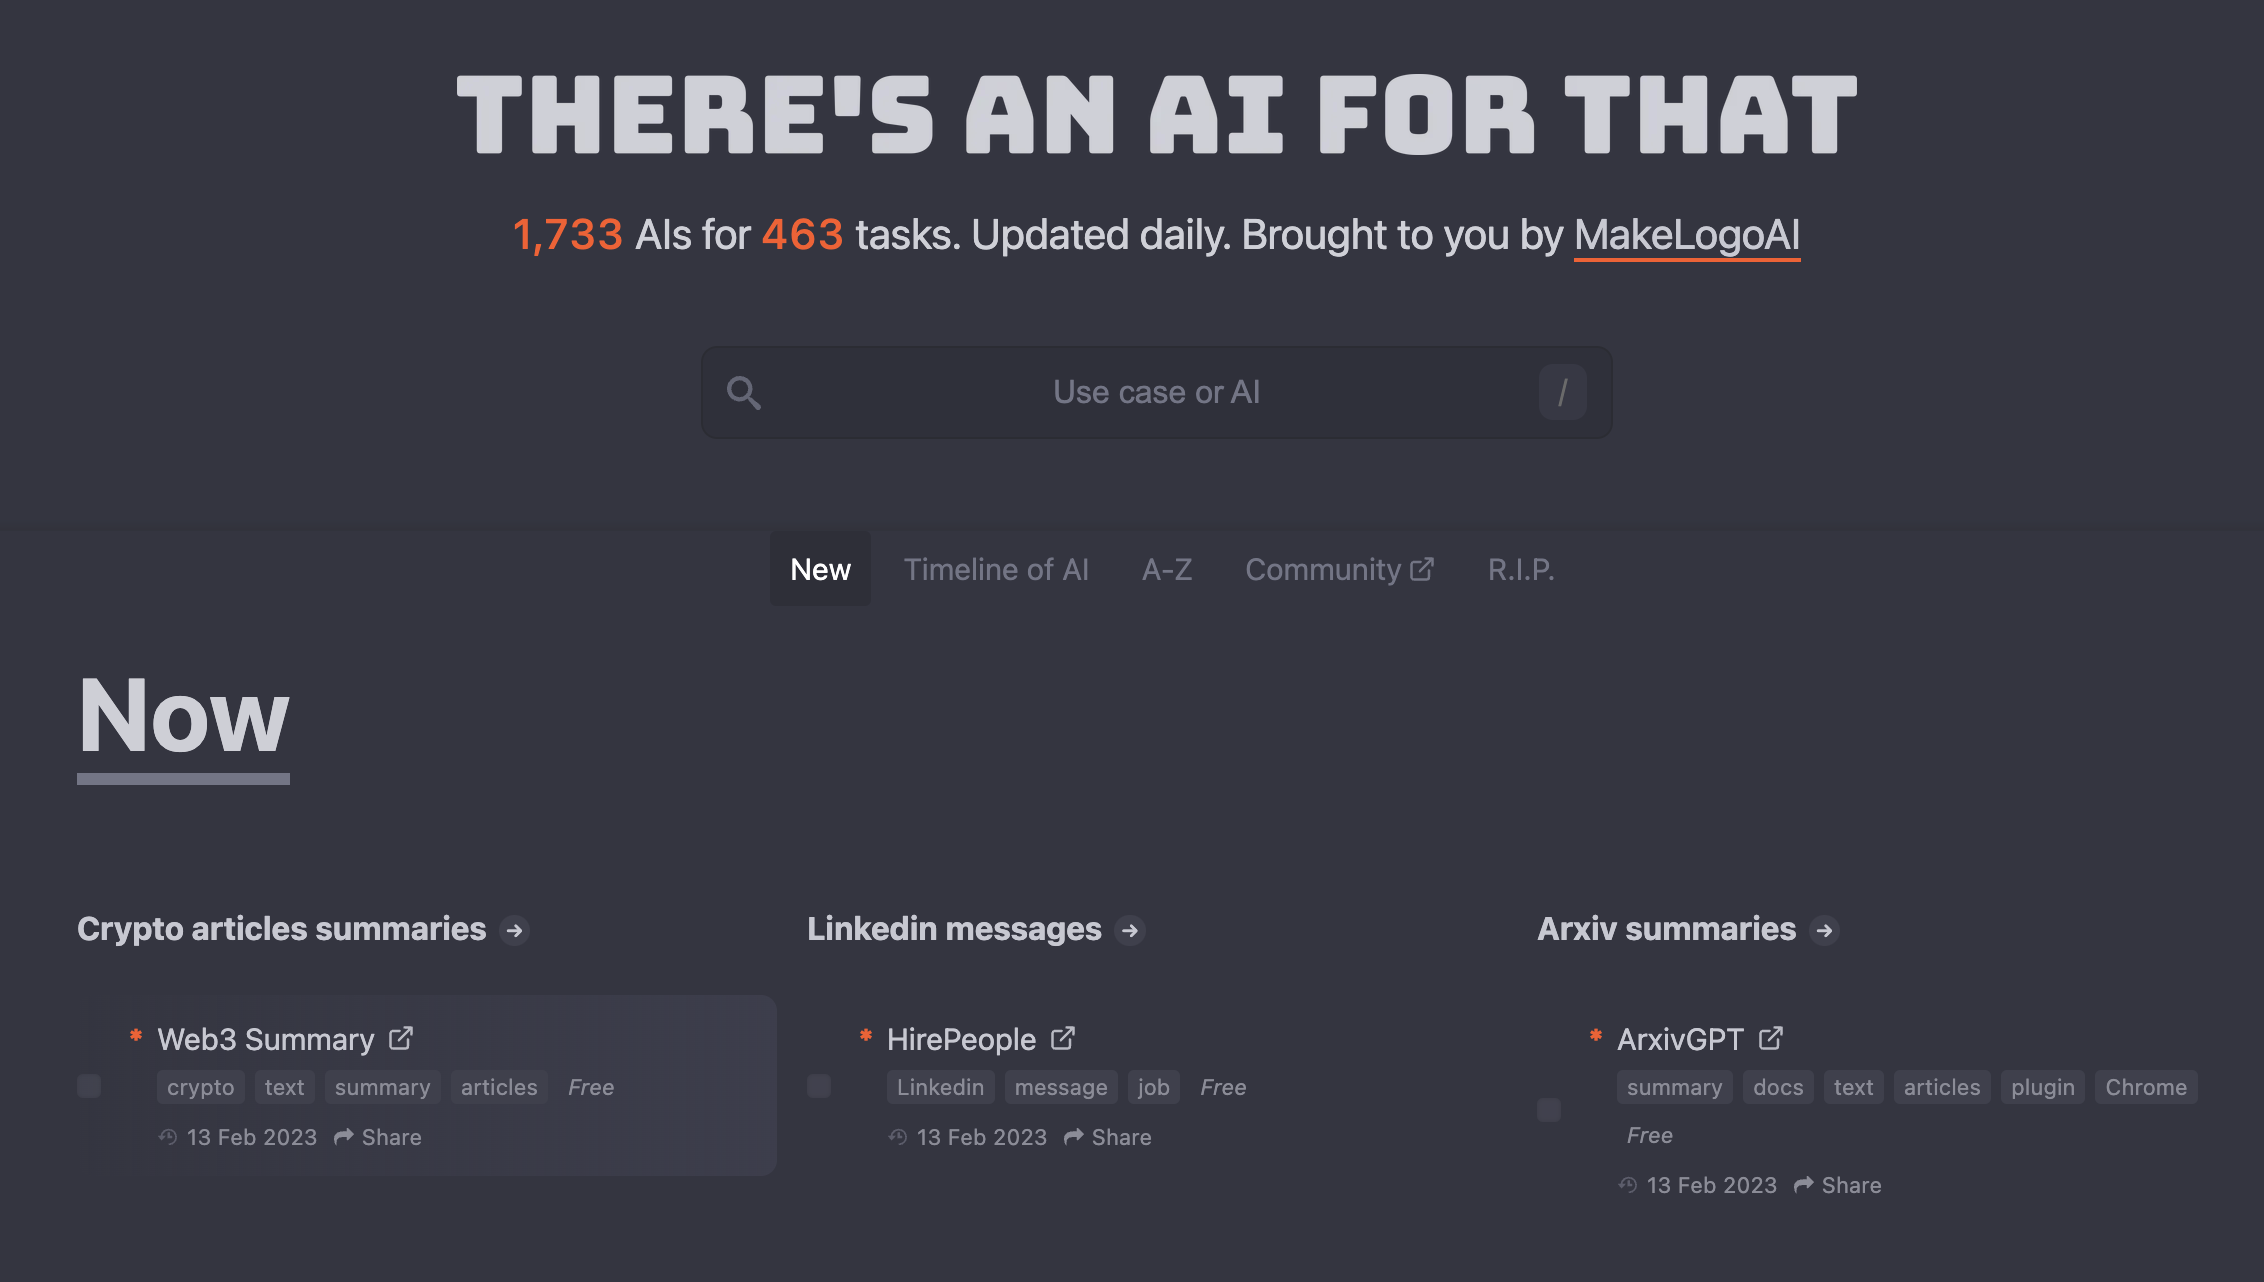 THERE'S AN AI FOR THAT
1,733 AIs for 463 tasks. Updated daily. Brought to you by MakeLogoAI
Use case or AI /
New Timeline of AI A-Z Community R.I.P.
Now
Crypto articles summaries
* Web3 Summary
crypto text summary articles Free
13 Feb 2023 Share
Linkedin messages
* HirePeople
Linkedin message job Free
13 Feb 2023 Share
Arxiv summaries
* ArxivGPT
summary docs text articles plugin Chrome
Free
13 Feb 2023 Share